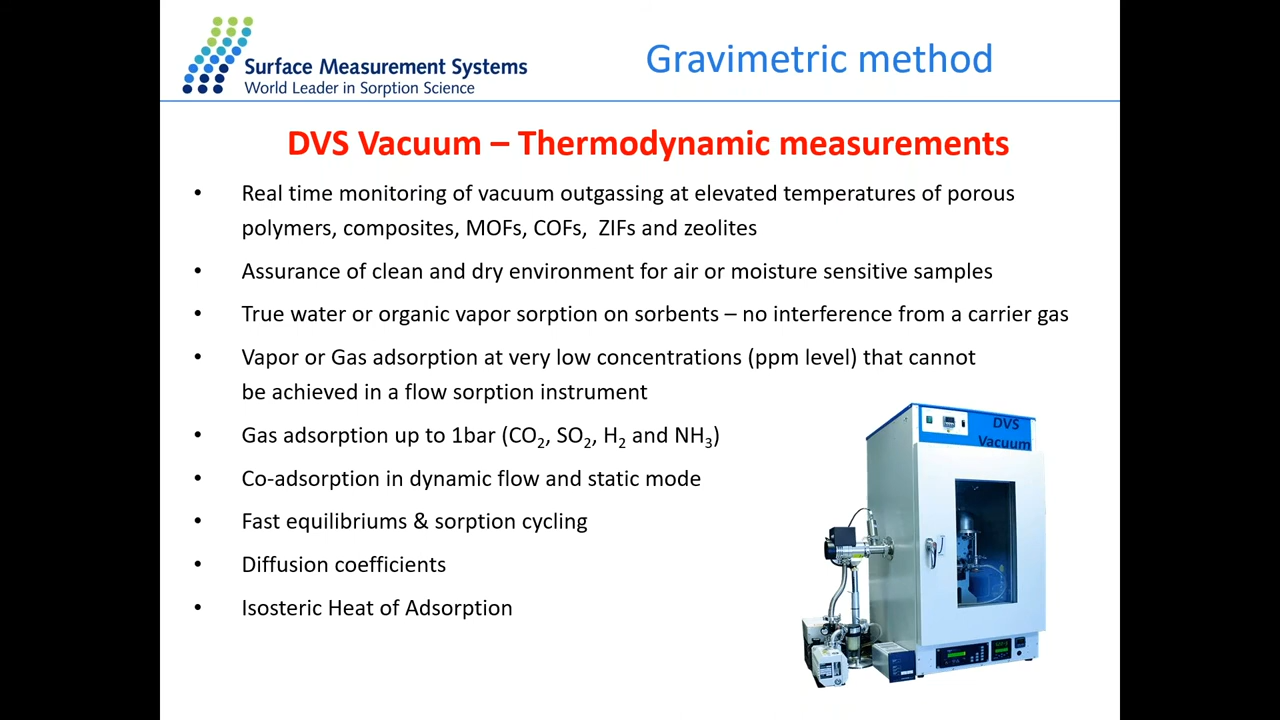 Surface Measurement Systems
World Leader in Sorption Science
Gravimetric method
DVS Vacuum – Thermodynamic measurements
• Real time monitoring of vacuum outgassing at elevated temperatures of porous
polymers, composites, MOFs, COFs, ZIFs and zeolites
• Assurance of clean and dry environment for air or moisture sensitive samples
• True water or organic vapor sorption on sorbents – no interference from a carrier gas
• Vapor or Gas adsorption at very low concentrations (ppm level) that cannot
be achieved in a flow sorption instrument
• Gas adsorption up to 1bar (CO₂, SO₂, H₂ and NH₃)
• Co-adsorption in dynamic flow and static mode
• Fast equilibriums & sorption cycling
• Diffusion coefficients
• Isosteric Heat of Adsorption
DVS
Vacuum